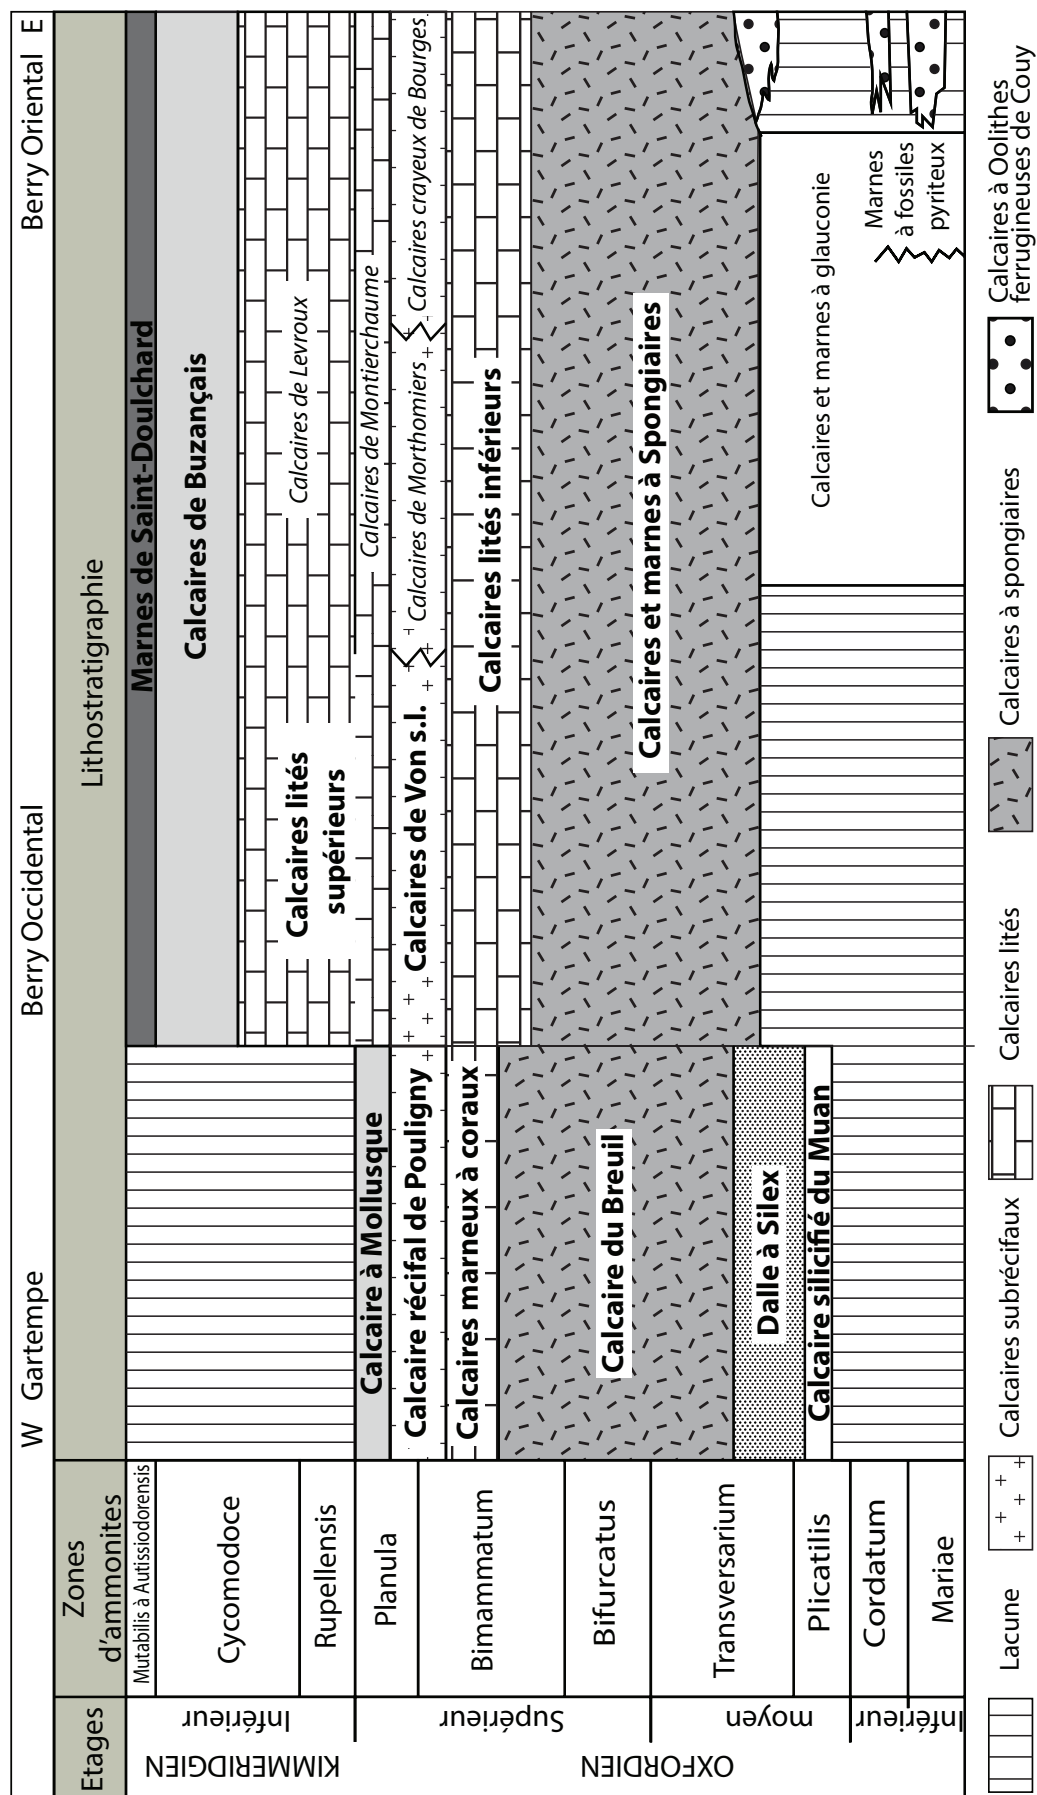 W Gartempe
Berry Occidental
Berry Oriental E
Etages
Zones
d'ammonites
Lithostratigraphie
KIMMERIDGIEN
Inférieur
OXFORDIEN
Supérieur
moyen
Inférieur
Mutabilis à Autissiodorensis
Cycomodoce
Rupellensis
Planula
Bimammatum
Bifurcatus
Transversarium
Plicatilis
Cordatum
Mariae
Calcaire à Mollusque
Calcaire récifal de Pouligny
Calcaires marneux à coraux
Calcaire du Breuil
Dalle à Silex
Calcaire silicifié du Muan
Marnes de Saint-Doulchard
Calcaires de Buzançais
Calcaires lités
supérieurs
Calcaires de Levroux
Calcaires de Montierchaume
Calcaires de Von s.l.
Calcaires de Morthomiers
Calcaires crayeux de Bourges
Calcaires lités inférieurs
Calcaires et marnes à Spongiaires
Calcaires et marnes à glauconie
Marnes
à fossiles
pyriteux
Lacune
Calcaires subrécifaux
Calcaires lités
Calcaires à spongiaires
Calcaires à Oolithes
ferrugineuses de Couy